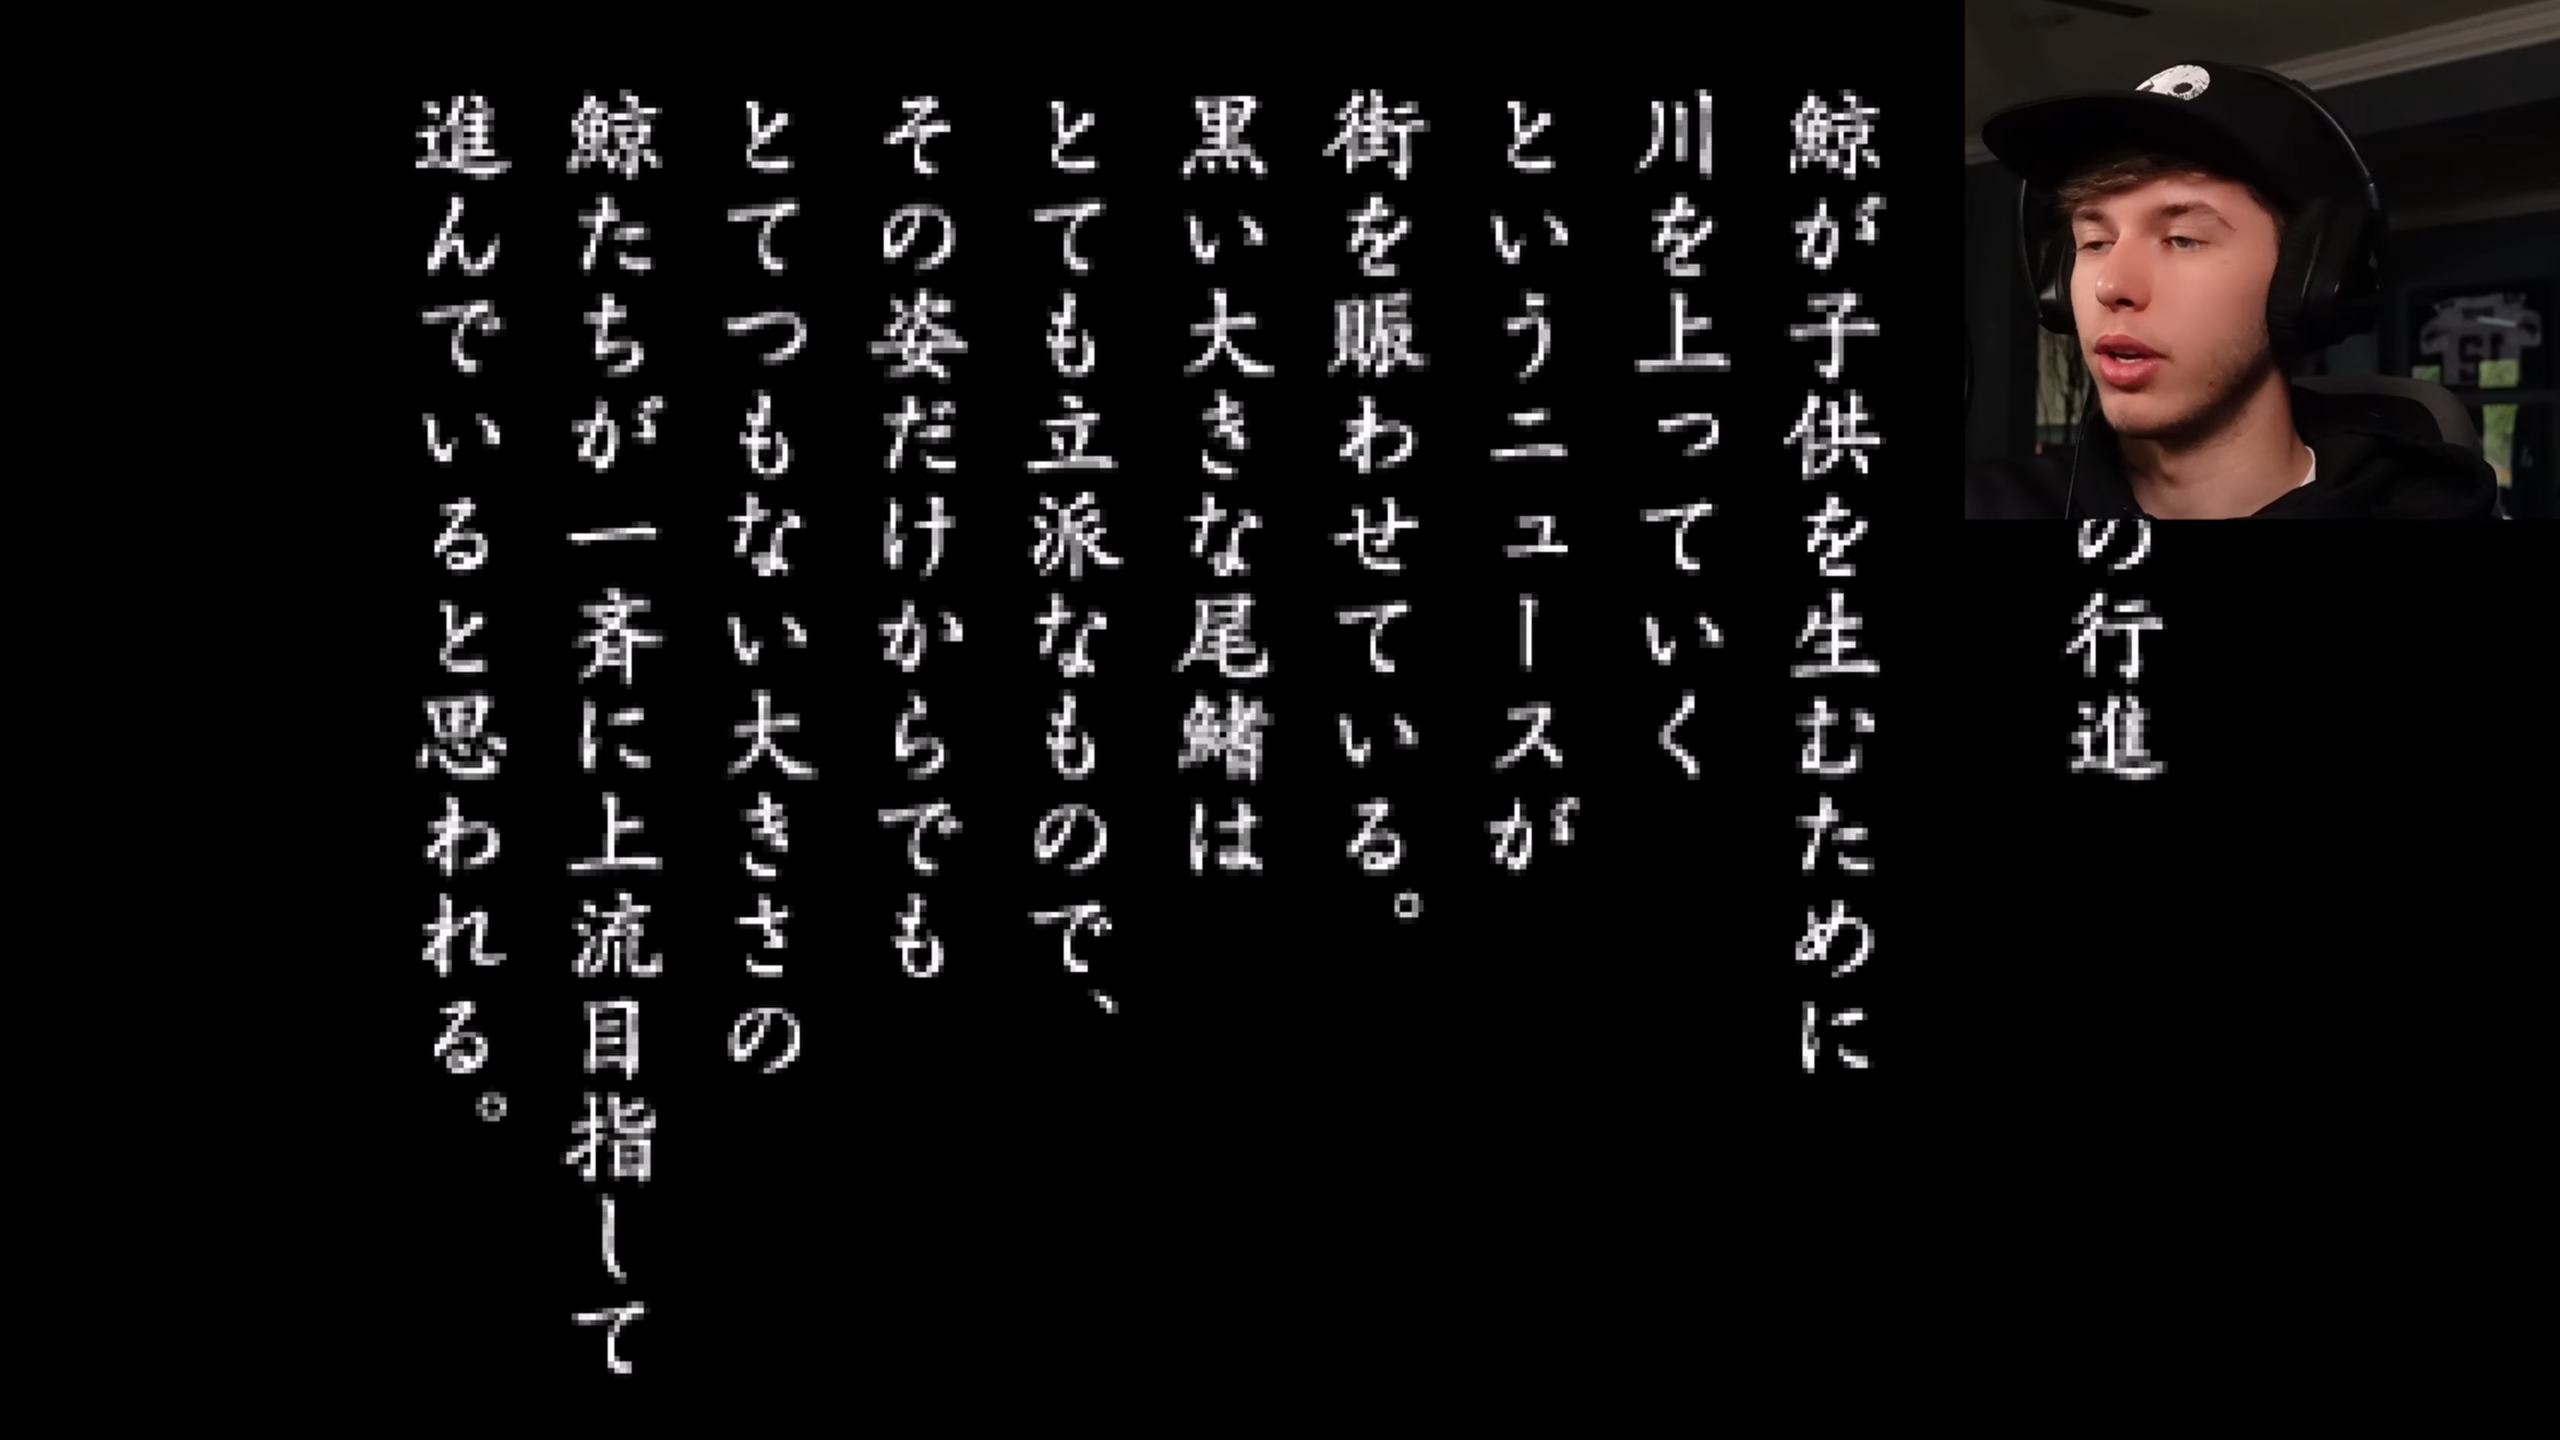 の行進
鯨が子供を生むために
川を上っていく
というニュースが
街を賑わせている。
黒い大きな尾鰭は
とても立派なもので、
その姿だけからでも
とてつもない大きさの
鯨たちが一斉に上流目指して
進んでいると思われる。